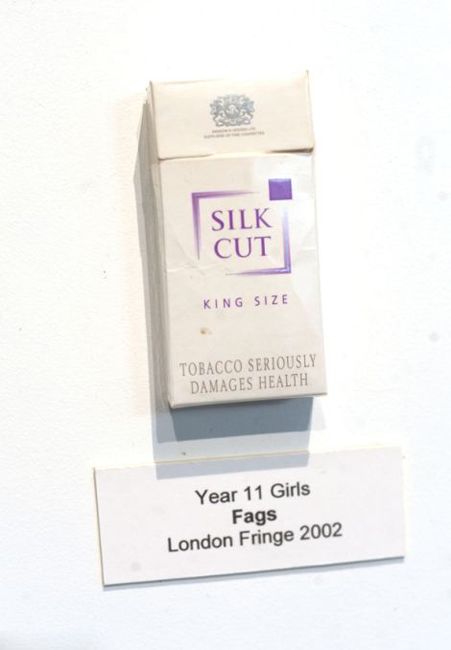 SILK
CUT
KING SIZE
TOBACCO SERIOUSLY
DAMAGES HEALTH
Year 11 Girls
Fags
London Fringe 2002